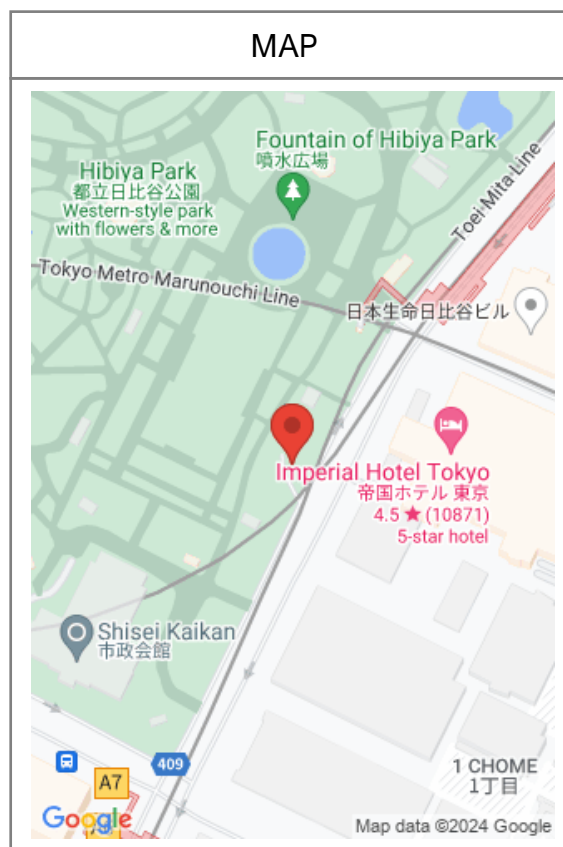 MAP
Fountain of Hibiya Park
噴水広場
Hibiya Park
都立日比谷公園
Western-style park
with flowers & more
Toei Mita Line
Tokyo Metro Marunouchi Line
日本生命日比谷ビル
Imperial Hotel Tokyo
帝国ホテル 東京
4.5 ★ (10871)
5-star hotel
Shisei Kaikan
市政会館
409
1 CHOME
1丁目
A7
Google
Map data ©2024 Google